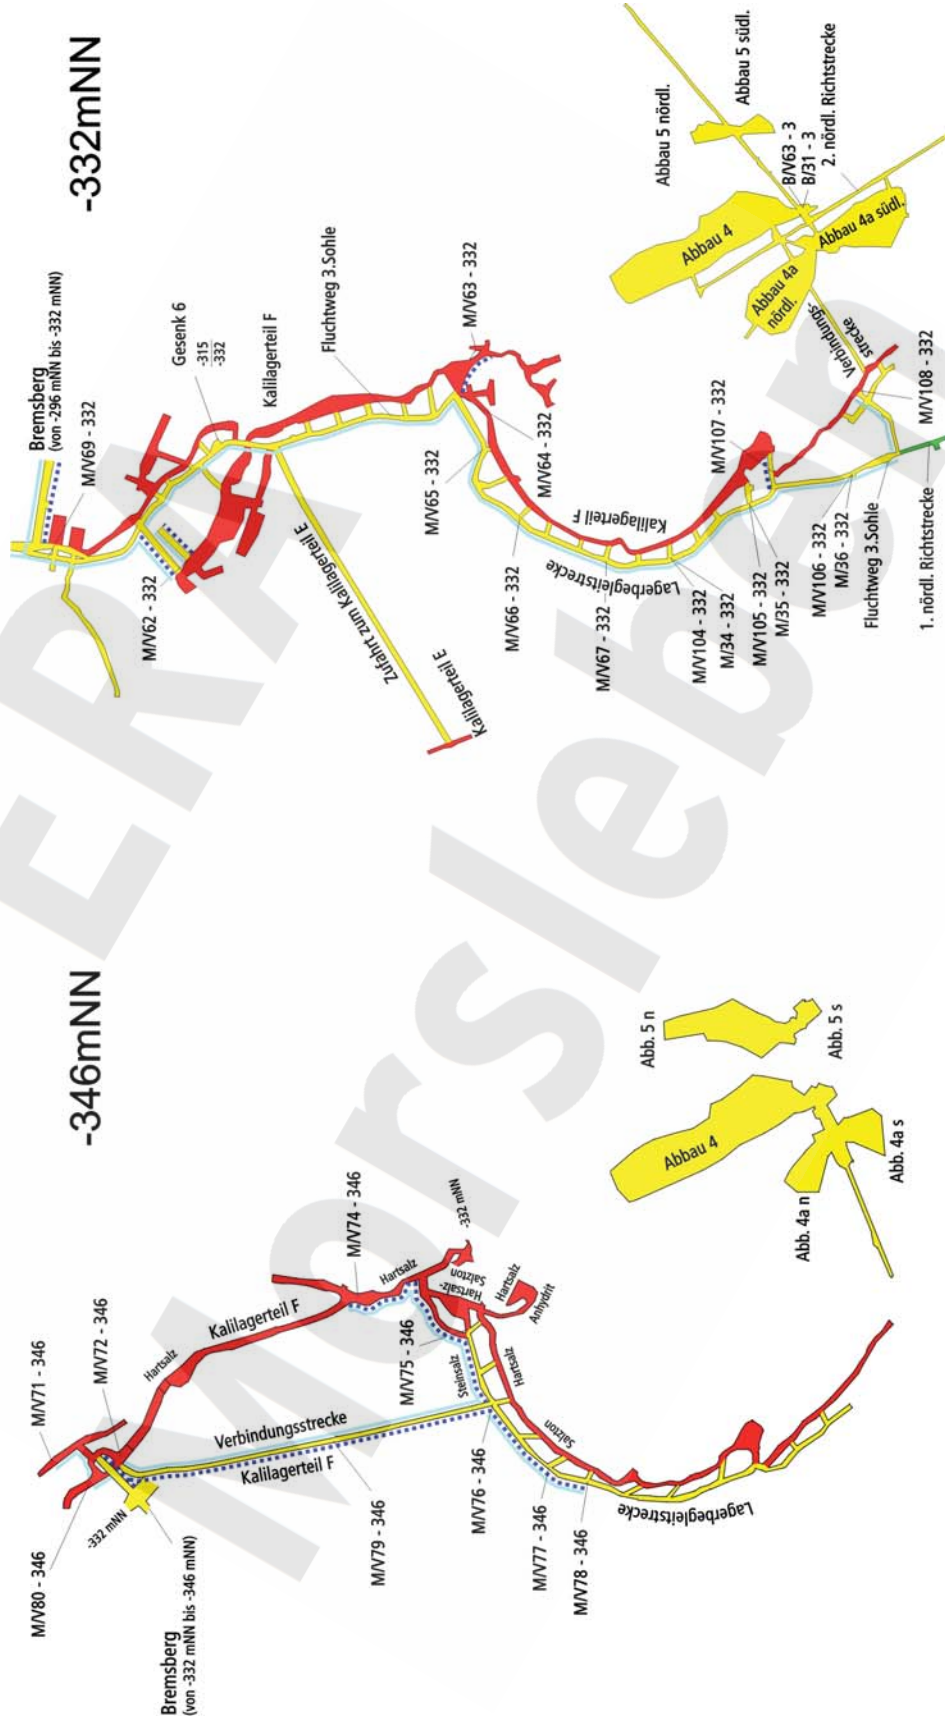 -346mNN
M/V71 - 346
M/V72 - 346
M/V80 - 346
-332 mNN
Bremsberg
(von -332 mNN bis -346 mNN)
Hartsalz
Kalilagerteil F
M/V74 - 346
Hartsalz
Verbindungsstrecke
Kalilagerteil F
M/V79 - 346
M/V75 - 346
Steinsalz
Hartsalz-
Salzton
-332 mNN
Hartsalz
Anhydrit
Hartsalz
Salzton
M/V76 - 346
M/V77 - 346
M/V78 - 346
Lagerbegleitstrecke
Abb. 5 n
Abb. 5 s
Abbau 4
Abb. 4a n
Abb. 4a s
-332mNN
Bremsberg
(von -296 mNN bis -332 mNN)
M/V69 - 332
M/V62 - 332
Gesenk 6
-315
-332
Kalilagerteil F
Fluchtweg 3.Sohle
M/V63 - 332
Zufahrt zum Kalilagerteil E
Kalilagerteil E
M/V65 - 332
M/V64 - 332
M/V66 - 332
Kalilagerteil F
Lagerbegleitstrecke
M/V67 - 332
M/V104 - 332
M/34 - 332
M/V107 - 332
M/V105 - 332
M/35 - 332
M/V106 - 332
M/36 - 332
Fluchtweg 3.Sohle
1. nördl. Richtstrecke
M/V108 - 332
Verbindungs-
strecke
Abbau 5 nördl.
Abbau 5 südl.
Abbau 4
B/V63 - 3
B/31 - 3
2. nördl. Richtstrecke
Abbau 4a
nördl.
Abbau 4a südl.
ERA
Morsleben